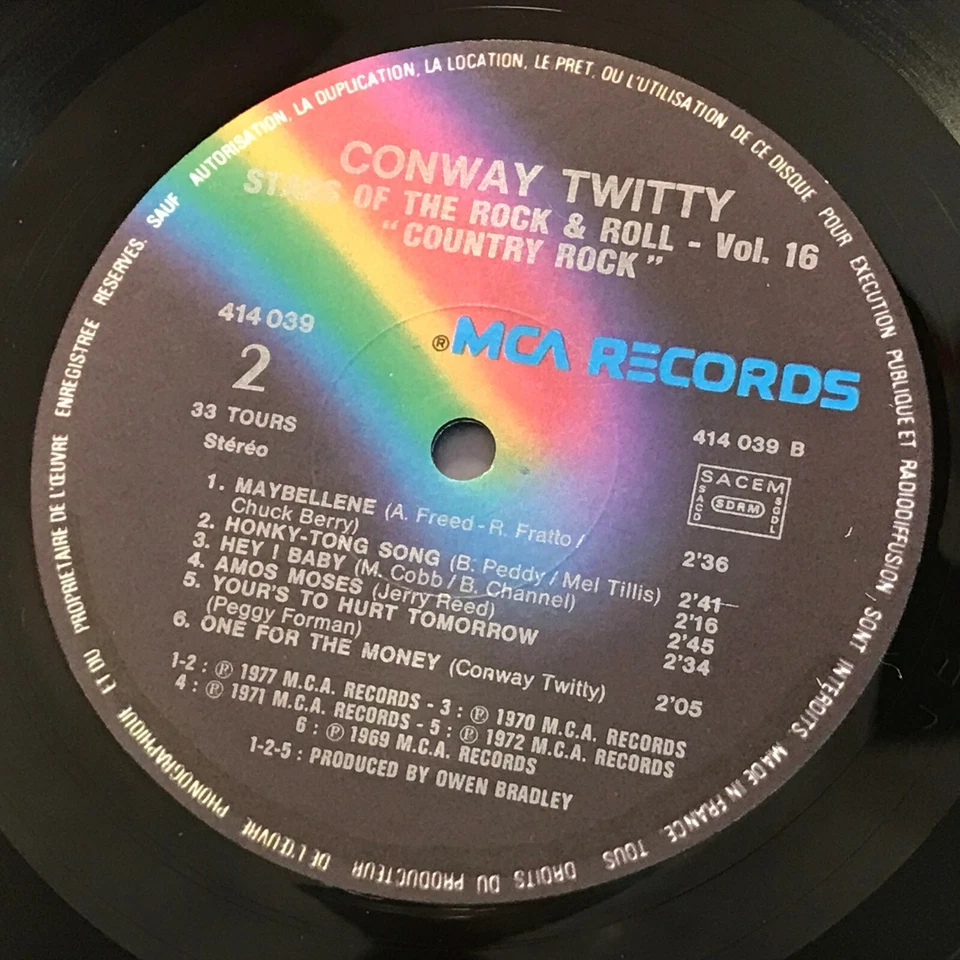 TOUS DROITS DU PRODUCTEUR DE L'ŒUVRE PHONOGRAPHIQUE ET DU PROPRIETAIRE DE L'ŒUVRE ENREGISTREE RESERVES. SAUF AUTORISATION, LA DUPLICATION, LA LOCATION, LE PRET, OU L'UTILISATION DE CE DISQUE POUR EXECUTION PUBLIQUE ET RADIODIFFUSION, SONT INTERDITS. MADE IN FRANCE.
CONWAY TWITTY
STARS OF THE ROCK & ROLL - Vol. 16
"COUNTRY ROCK"
414 039
®MCA RECORDS
2
33 TOURS
Stéréo
414 039 B
SACEM
SACD
SDRM
SGDL
1. MAYBELLENE (A. Freed - R. Fratto /
Chuck Berry) 2'36
2. HONKY-TONG SONG (B. Peddy / Mel Tillis) 2'41
3. HEY ! BABY (M. Cobb / B. Channel) 2'16
4. AMOS MOSES (Jerry Reed) 2'45
5. YOUR'S TO HURT TOMORROW
(Peggy Forman) 2'34
6. ONE FOR THE MONEY (Conway Twitty) 2'05
1-2 : ℗ 1977 M.C.A. RECORDS - 3 : ℗ 1970 M.C.A. RECORDS
4 : ℗ 1971 M.C.A. RECORDS - 5 : ℗ 1972 M.C.A. RECORDS
6 : ℗ 1969 M.C.A. RECORDS
1-2-5 : PRODUCED BY OWEN BRADLEY